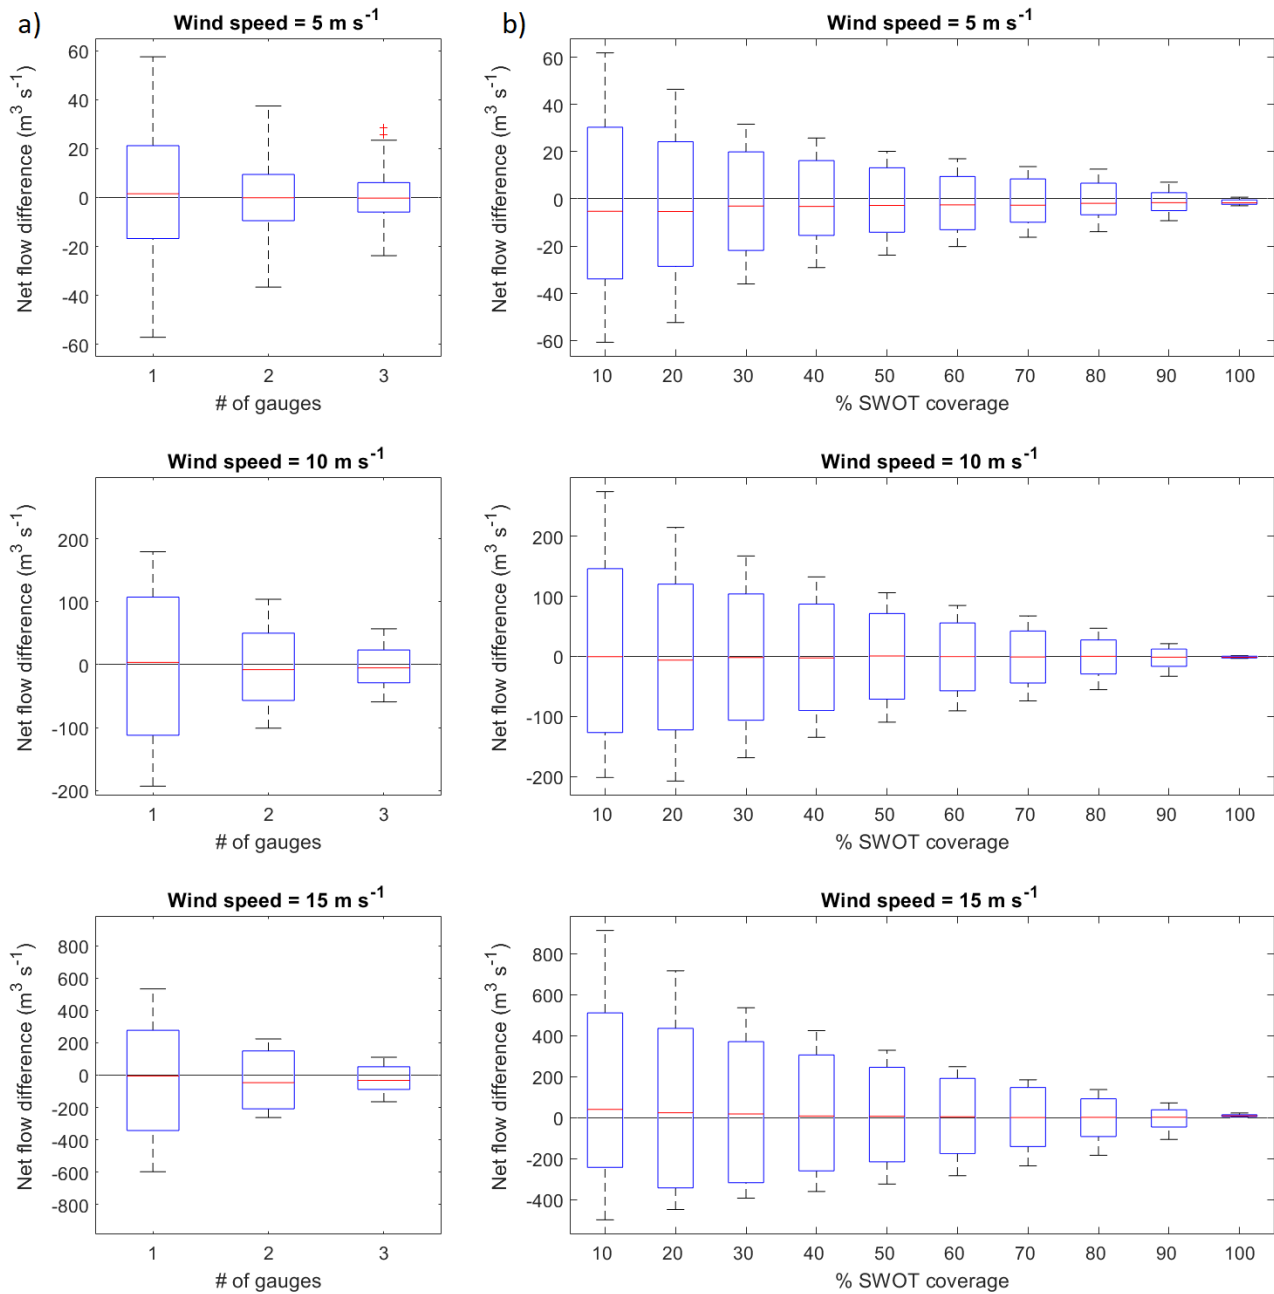 a)
Wind speed = 5 m s⁻¹
Net flow difference (m³ s⁻¹)
60
40
20
0
-20
-40
-60
1 2 3
# of gauges
b)
Wind speed = 5 m s⁻¹
Net flow difference (m³ s⁻¹)
60
40
20
0
-20
-40
-60
10 20 30 40 50 60 70 80 90 100
% SWOT coverage
Wind speed = 10 m s⁻¹
Net flow difference (m³ s⁻¹)
200
100
0
-100
-200
1 2 3
# of gauges
Wind speed = 10 m s⁻¹
Net flow difference (m³ s⁻¹)
200
100
0
-100
-200
10 20 30 40 50 60 70 80 90 100
% SWOT coverage
Wind speed = 15 m s⁻¹
Net flow difference (m³ s⁻¹)
800
600
400
200
0
-200
-400
-600
-800
1 2 3
# of gauges
Wind speed = 15 m s⁻¹
Net flow difference (m³ s⁻¹)
800
600
400
200
0
-200
-400
10 20 30 40 50 60 70 80 90 100
% SWOT coverage